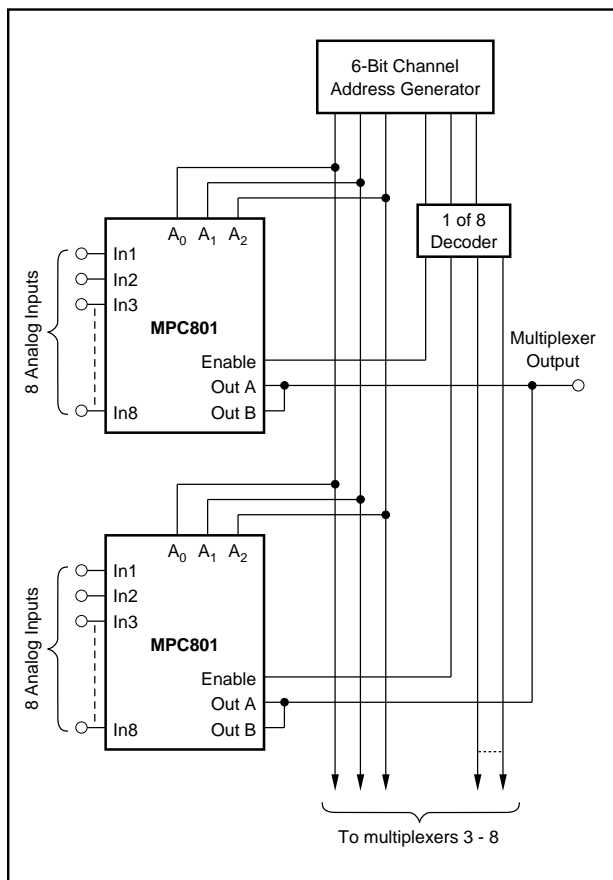 6-Bit Channel
Address Generator
1 of 8
Decoder
A0 A1 A2
In1
In2
In3
In8
MPC801
Enable
Out A
Out B
8 Analog Inputs
Multiplexer
Output
A0 A1 A2
In1
In2
In3
In8
MPC801
Enable
Out A
Out B
8 Analog Inputs
To multiplexers 3 - 8